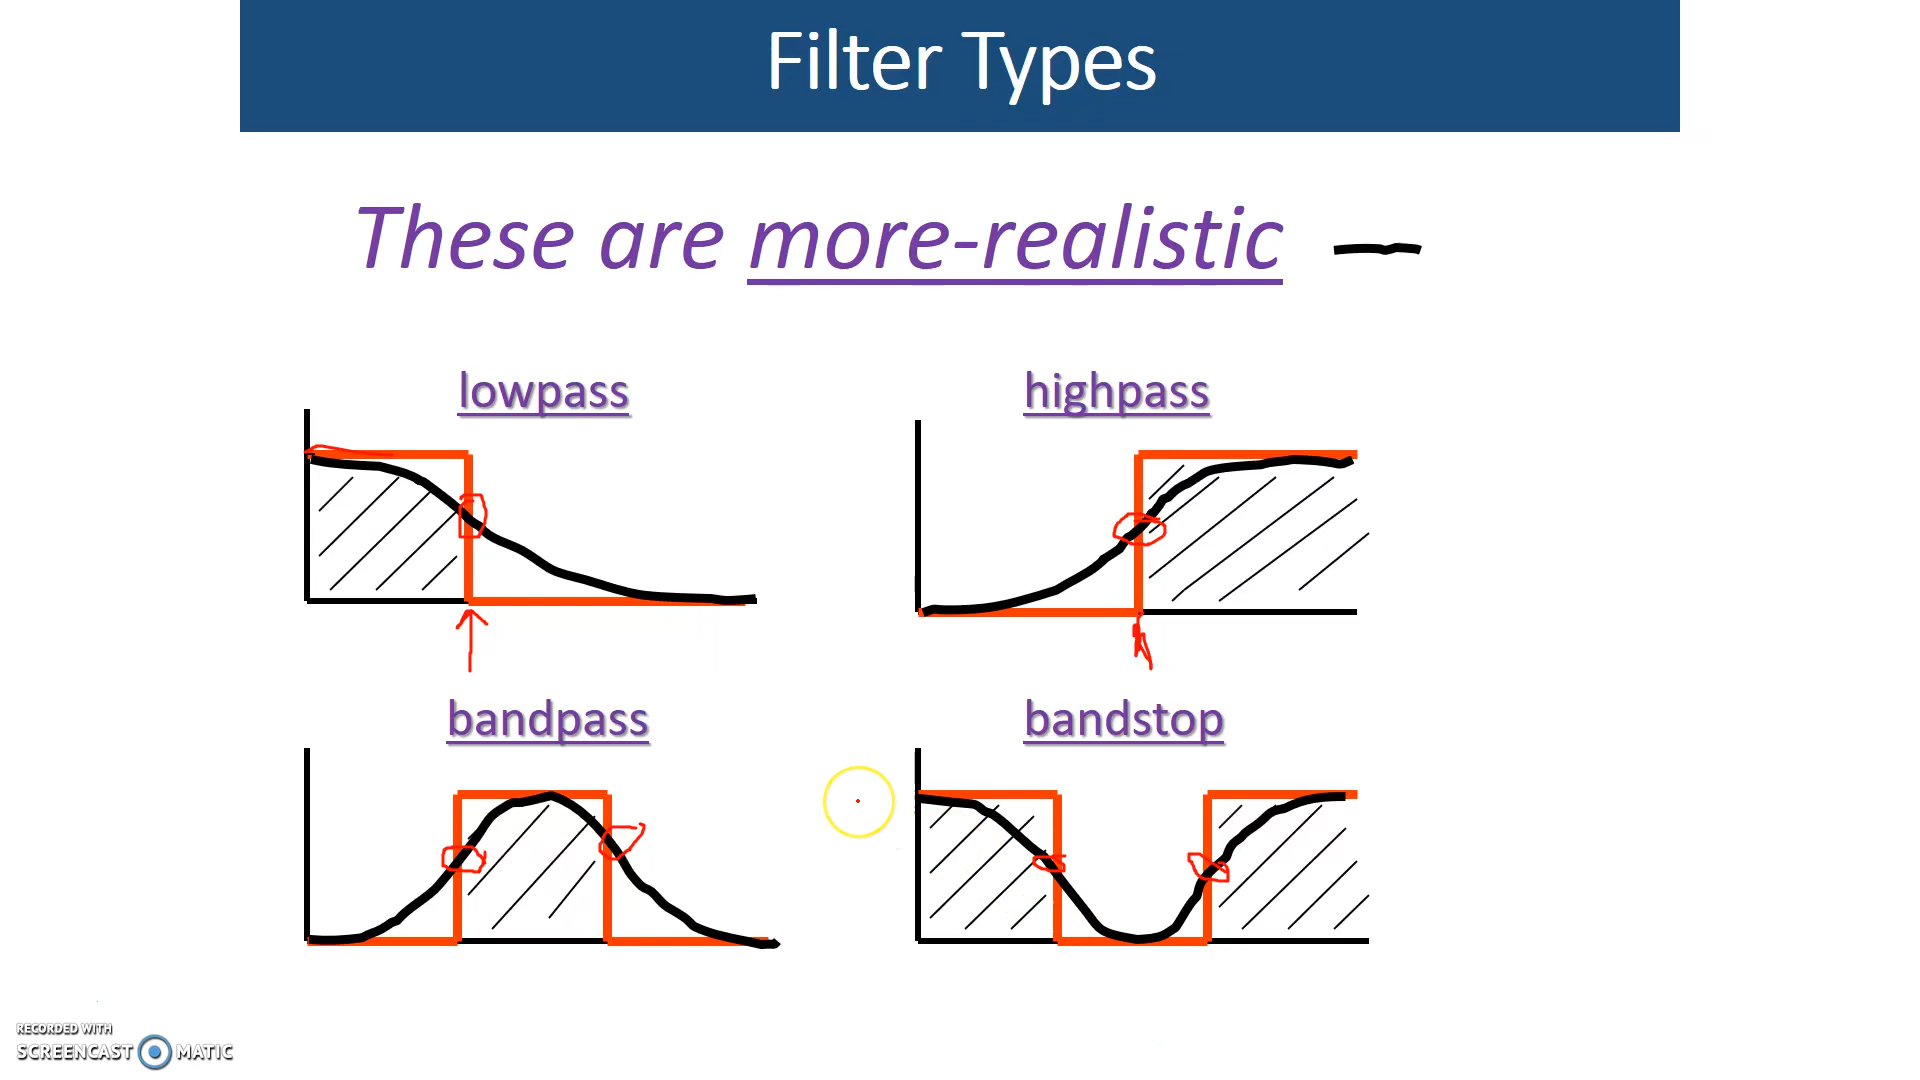 Filter Types
These are more-realistic
lowpass
highpass
bandpass
bandstop
RECORDED WITH
SCREENCAST MATIC